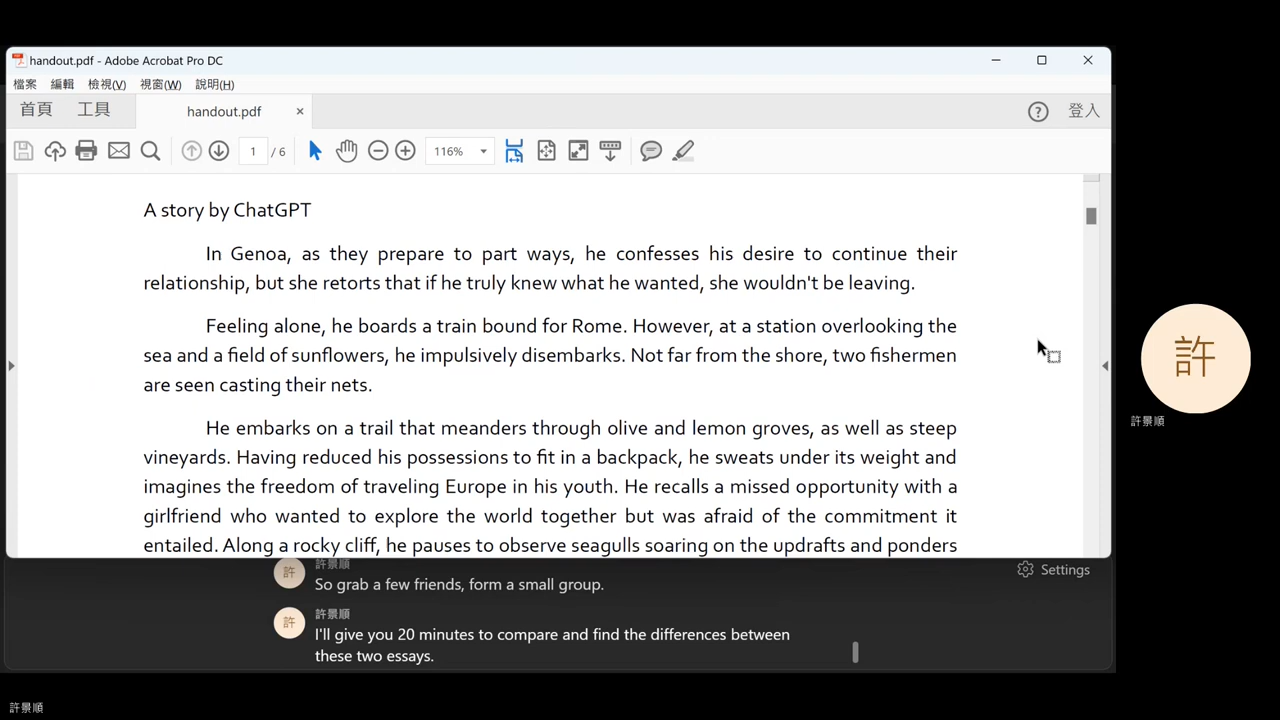 handout.pdf - Adobe Acrobat Pro DC
檔案 編輯 檢視(V) 視窗(W) 說明(H)
首頁 工具 handout.pdf × 登入
1 / 6 116%
A story by ChatGPT
In Genoa, as they prepare to part ways, he confesses his desire to continue their
relationship, but she retorts that if he truly knew what he wanted, she wouldn't be leaving.
Feeling alone, he boards a train bound for Rome. However, at a station overlooking the
sea and a field of sunflowers, he impulsively disembarks. Not far from the shore, two fishermen
are seen casting their nets.
He embarks on a trail that meanders through olive and lemon groves, as well as steep
vineyards. Having reduced his possessions to fit in a backpack, he sweats under its weight and
imagines the freedom of traveling Europe in his youth. He recalls a missed opportunity with a
girlfriend who wanted to explore the world together but was afraid of the commitment it
entailed. Along a rocky cliff, he pauses to observe seagulls soaring on the updrafts and ponders
許
許景順
許景順
許
So grab a few friends, form a small group.
Settings
許景順
許
I'll give you 20 minutes to compare and find the differences between
these two essays.
許景順